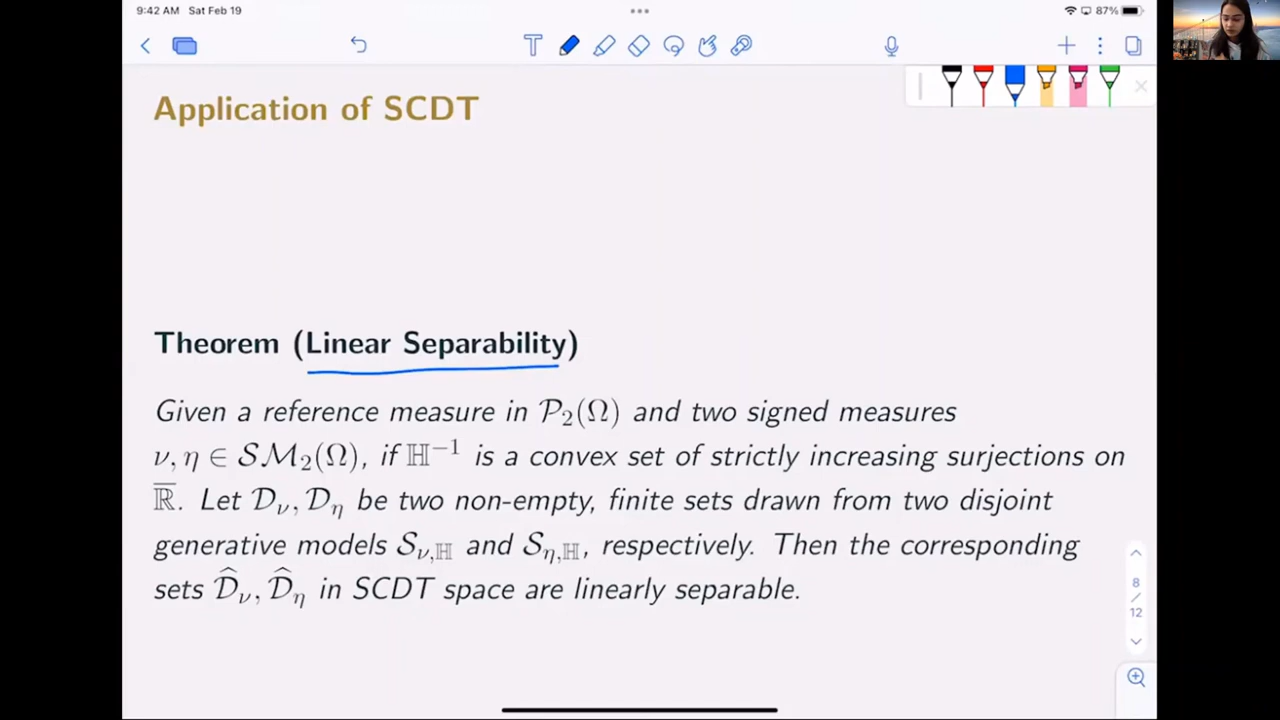 9:42 AM Sat Feb 19
87%
Application of SCDT
Theorem (Linear Separability)
Given a reference measure in 𝒫₂(Ω) and two signed measures
ν, η ∈ 𝒮ℳ₂(Ω), if ℍ⁻¹ is a convex set of strictly increasing surjections on
ℝ̅. Let 𝒟_ν, 𝒟_η be two non-empty, finite sets drawn from two disjoint
generative models 𝒮_{ν,ℍ} and 𝒮_{η,ℍ}, respectively. Then the corresponding
sets 𝒟̂_ν, 𝒟̂_η in SCDT space are linearly separable.
8
/
12